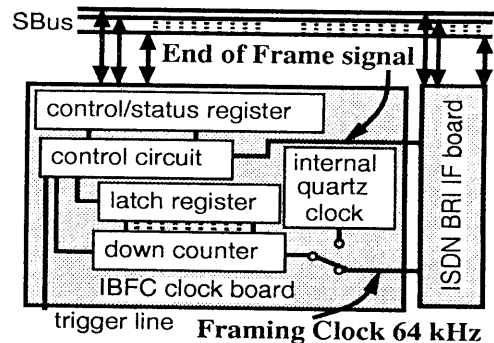 SBus
End of Frame signal
control/status register
control circuit
internal
quartz
clock
latch register
down counter
IBFC clock board
ISDN BRI IF board
trigger line
Framing Clock 64 kHz